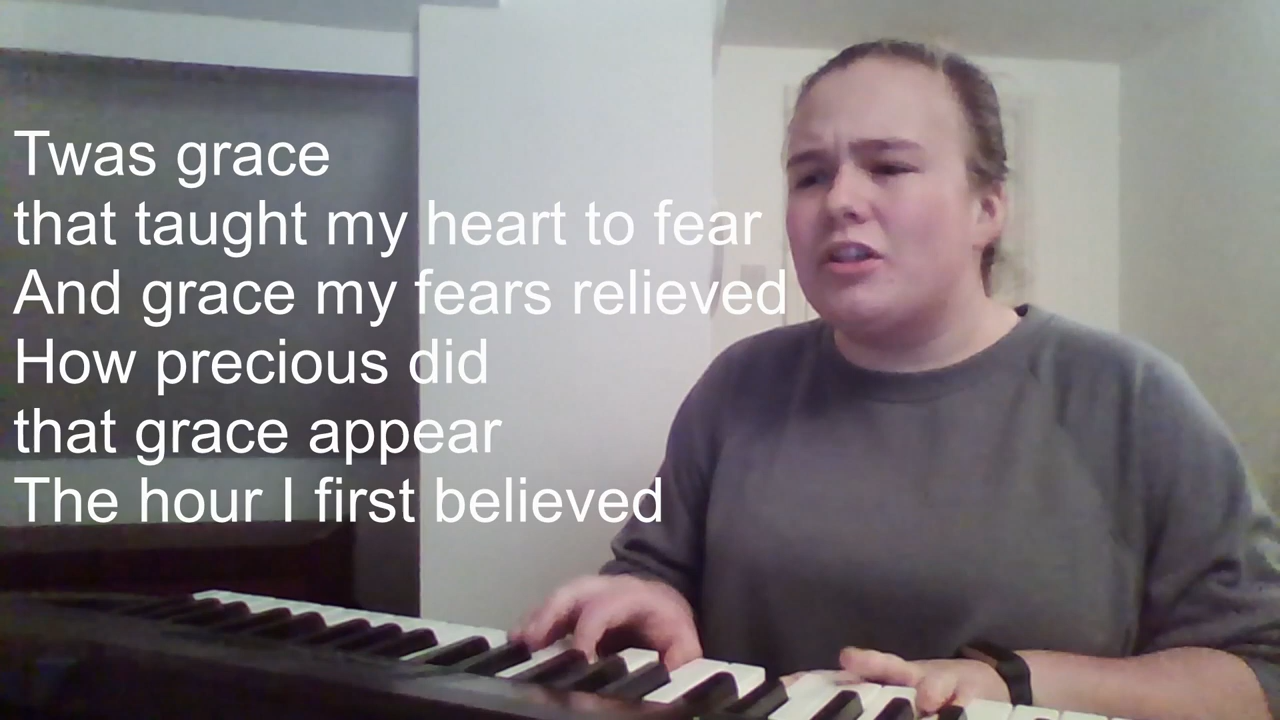 Twas grace
that taught my heart to fear
And grace my fears relieved
How precious did
that grace appear
The hour I first believed